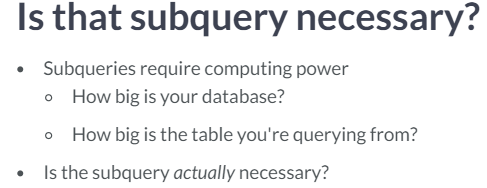 Is that subquery necessary?
• Subqueries require computing power
◦ How big is your database?
◦ How big is the table you're querying from?
• Is the subquery actually necessary?